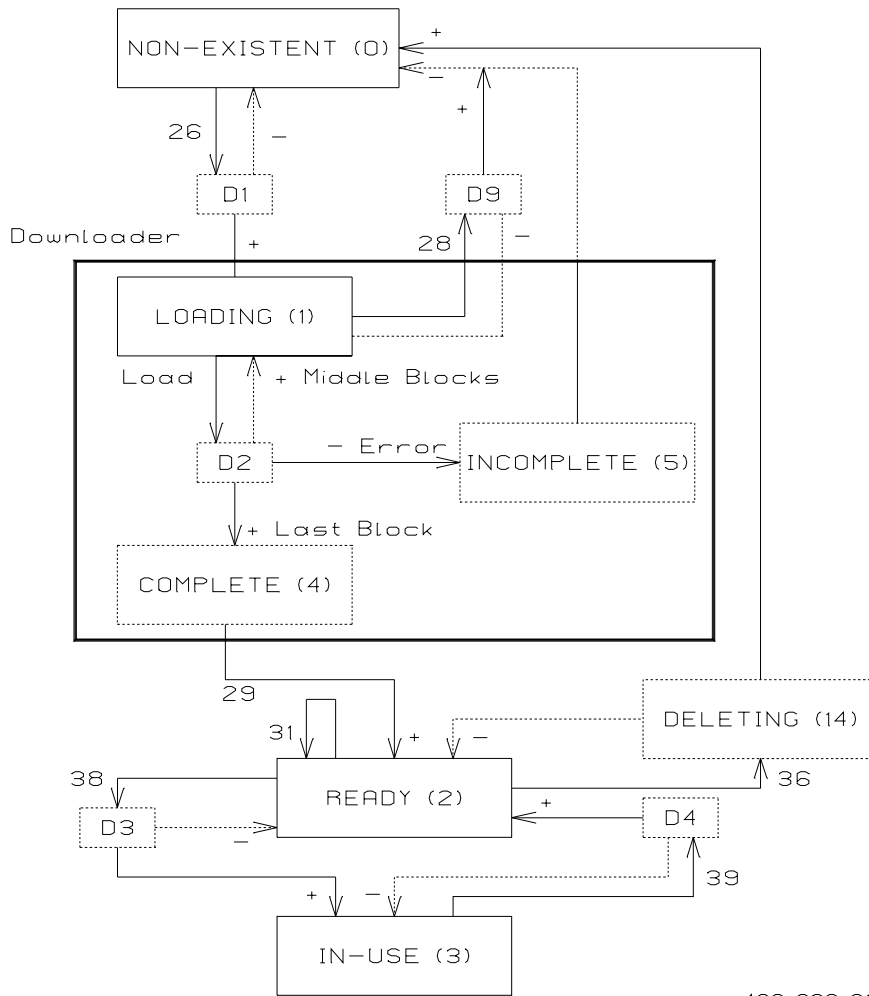 NON-EXISTENT (0)
+
-
+
26
-
D1
D9
Downloader
+
28
-
LOADING (1)
Load
+ Middle Blocks
D2
- Error
INCOMPLETE (5)
+ Last Block
COMPLETE (4)
29
31
+
-
DELETING (14)
38
READY (2)
36
D3
-
+
D4
39
+
-
IN-USE (3)